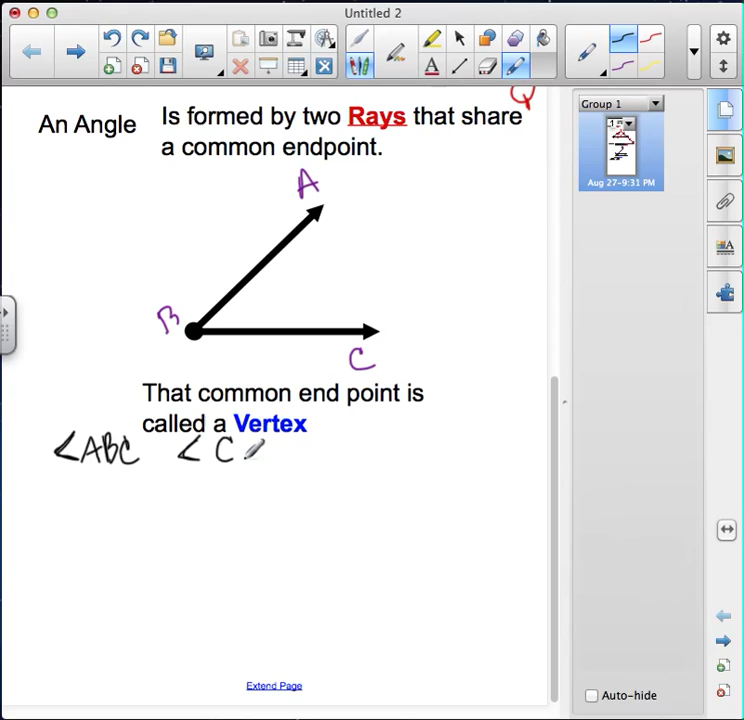 Untitled 2
Group 1
Q
An Angle Is formed by two Rays that share
a common endpoint.
Aug 27-9:31 PM
A
B
C
That common end point is
called a Vertex
<ABC < C
Extend Page
Auto-hide